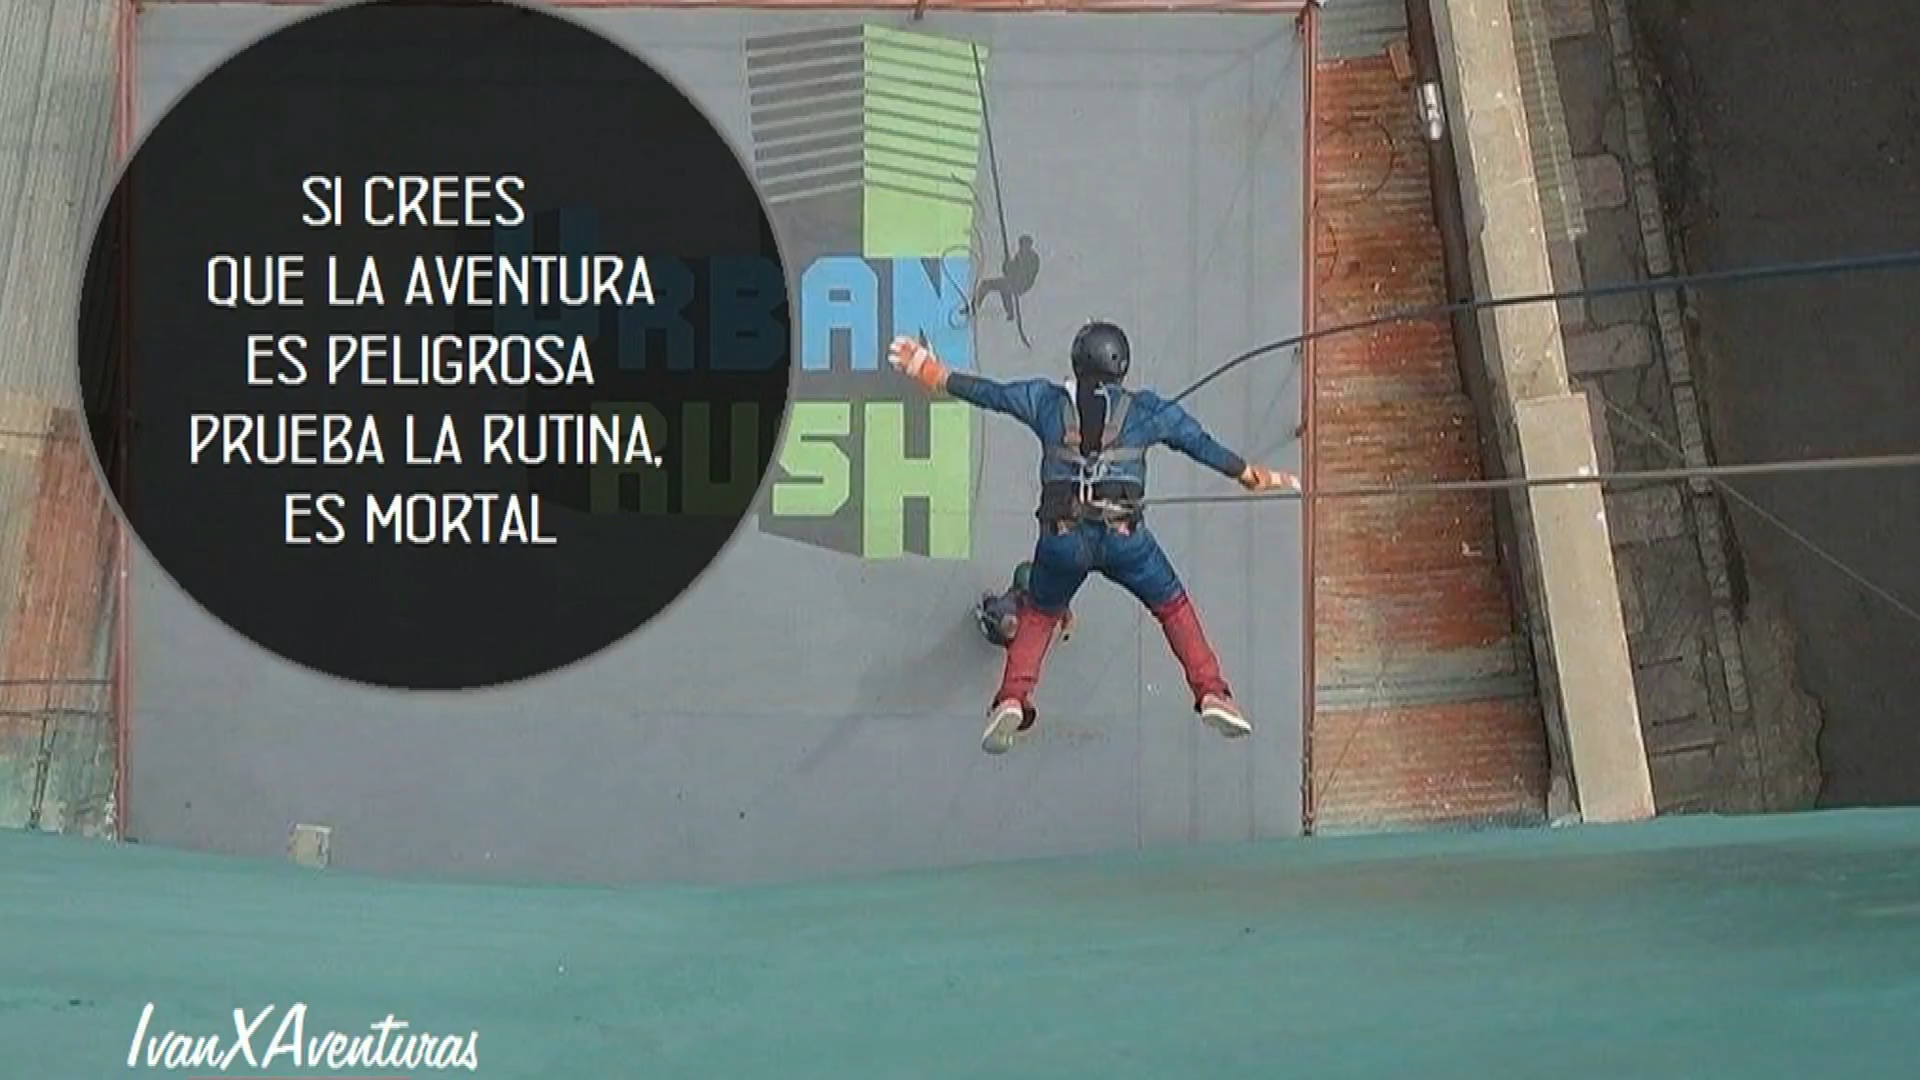 SI CREES
QUE LA AVENTURA
ES PELIGROSA
PRUEBA LA RUTINA,
ES MORTAL
URBAN
RUSH
IvanXAventuras